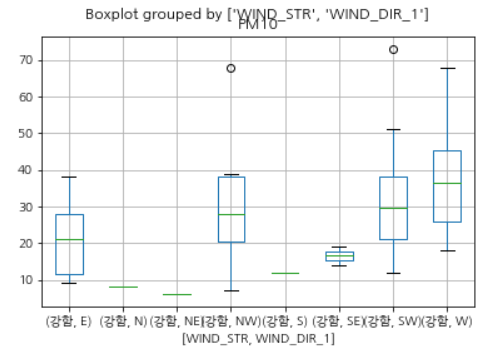 Boxplot grouped by ['WIND_STR', 'WIND_DIR_1']
PM10
70
60
50
40
30
20
10
(강함, E) (강함, N) (강함, NE) (강함, NW) (강함, S) (강함, SE) (강함, SW) (강함, W)
[WIND_STR, WIND_DIR_1]